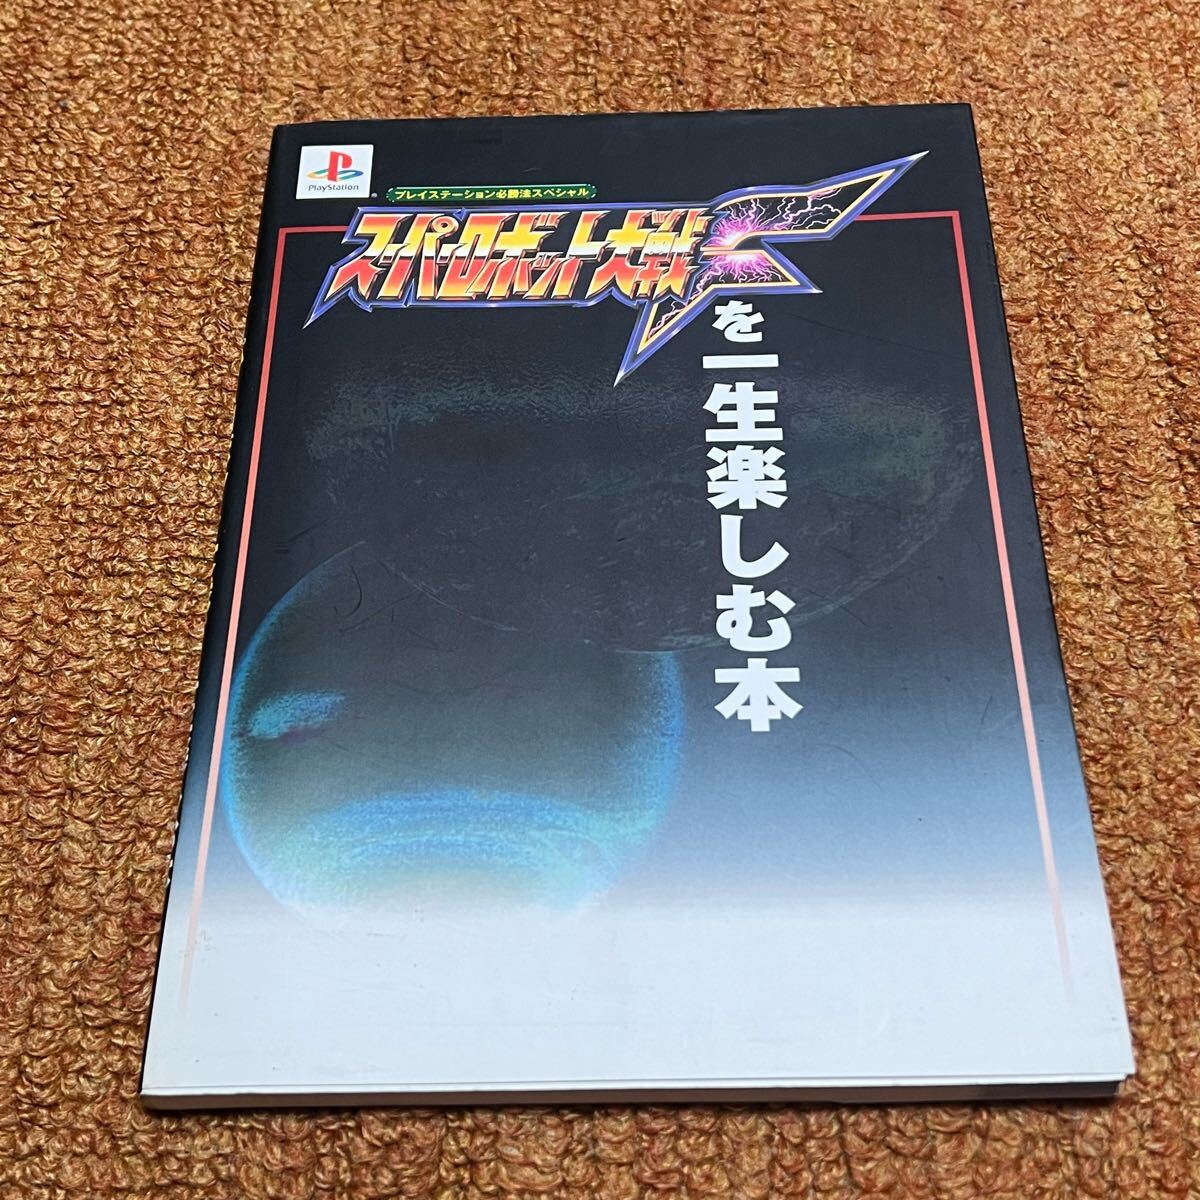 PlayStation
プレイステーション必勝法スペシャル
スーパーロボット大戦F
を一生楽しむ本